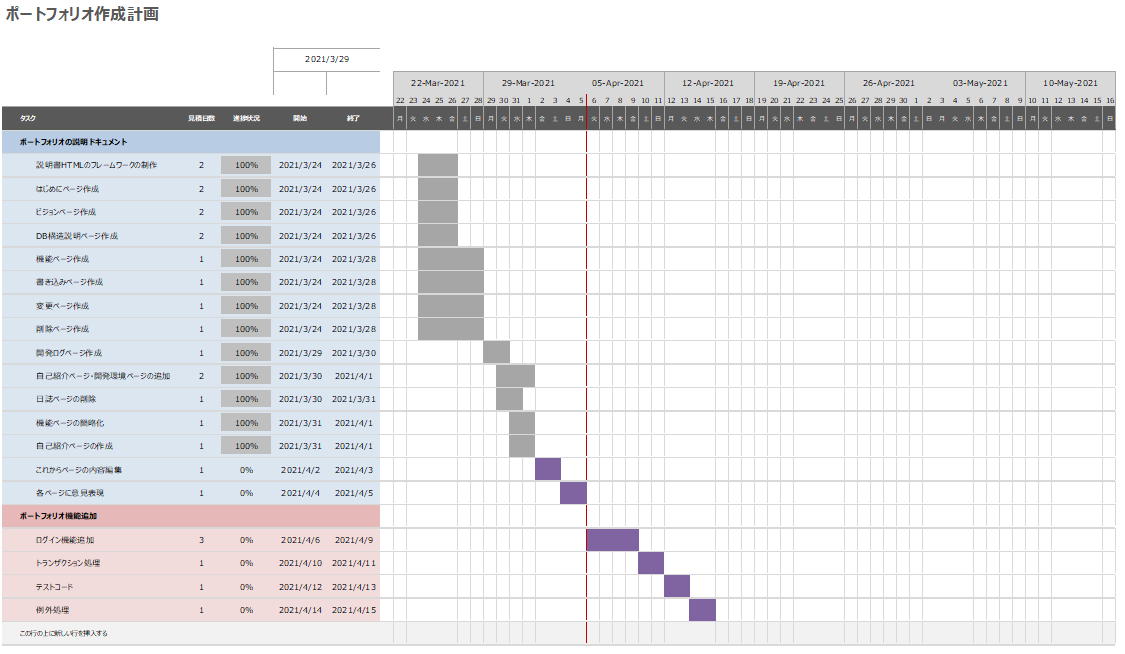 ポートフォリオ作成計画
2021/3/29
22-Mar-2021 29-Mar-2021 05-Apr-2021 12-Apr-2021 19-Apr-2021 26-Apr-2021 03-May-2021 10-May-2021
22 23 24 25 26 27 28 29 30 31 1 2 3 4 5 6 7 8 9 10 11 12 13 14 15 16 17 18 19 20 21 22 23 24 25 26 27 28 29 30 1 2 3 4 5 6 7 8 9 10 11 12 13 14 15 16
タスク 見積日数 進捗状況 開始 終了 月 火 水 木 金 土 日 月 火 水 木 金 土 日 月 火 水 木 金 土 日 月 火 水 木 金 土 日 月 火 水 木 金 土 日 月 火 水 木 金 土 日 月 火 水 木 金 土 日 月 火 水 木 金 土 日
ポートフォリオの説明ドキュメント
説明書HTMLのフレームワークの制作 2 100% 2021/3/24 2021/3/26
はじめにページ作成 2 100% 2021/3/24 2021/3/26
ビジョンページ作成 2 100% 2021/3/24 2021/3/26
DB構造説明ページ作成 2 100% 2021/3/24 2021/3/26
機能ページ作成 1 100% 2021/3/24 2021/3/28
書き込みページ作成 1 100% 2021/3/24 2021/3/28
変更ページ作成 1 100% 2021/3/24 2021/3/28
削除ページ作成 1 100% 2021/3/24 2021/3/28
開発ログページ作成 1 100% 2021/3/29 2021/3/30
自己紹介ページ・開発環境ページの追加 2 100% 2021/3/30 2021/4/1
日誌ページの削除 1 100% 2021/3/30 2021/3/31
機能ページの簡略化 1 100% 2021/3/31 2021/4/1
自己紹介ページの作成 1 100% 2021/3/31 2021/4/1
これからページの内容編集 1 0% 2021/4/2 2021/4/3
各ページに意見表現 1 0% 2021/4/4 2021/4/5
ポートフォリオ機能追加
ログイン機能追加 3 0% 2021/4/6 2021/4/9
トランザクション処理 1 0% 2021/4/10 2021/4/11
テストコード 1 0% 2021/4/12 2021/4/13
例外処理 1 0% 2021/4/14 2021/4/15
この行の上に新しい行を挿入する